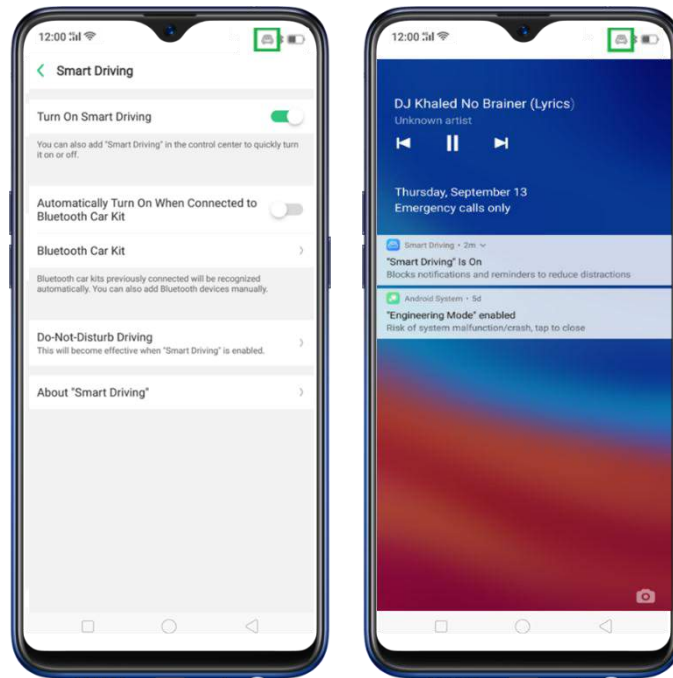 12:00
Smart Driving
Turn On Smart Driving
You can also add "Smart Driving" in the control center to quickly turn
it on or off.
Automatically Turn On When Connected to
Bluetooth Car Kit
Bluetooth Car Kit
Bluetooth car kits previously connected will be recognized
automatically. You can also add Bluetooth devices manually.
Do-Not-Disturb Driving
This will become effective when "Smart Driving" is enabled.
About "Smart Driving"
12:00
DJ Khaled No Brainer (Lyrics)
Unknown artist
Thursday, September 13
Emergency calls only
Smart Driving • 2m
"Smart Driving" Is On
Blocks notifications and reminders to reduce distractions
Android System • 5d
"Engineering Mode" enabled
Risk of system malfunction/crash, tap to close